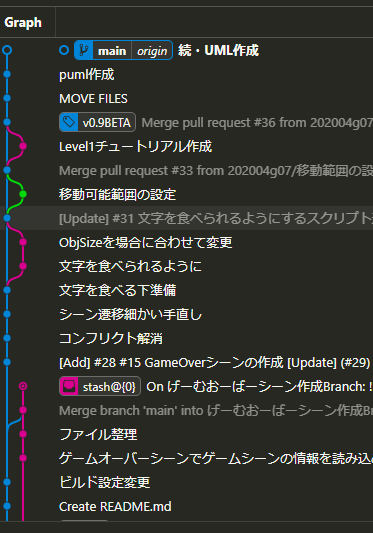 Graph
main origin 続・UML作成
puml作成
MOVE FILES
v0.9BETA Merge pull request #36 from 202004g07
Level1チュートリアル作成
Merge pull request #33 from 202004g07/移動範囲の設
移動可能範囲の設定
[Update] #31 文字を食べられるようにするスクリプト
ObjSizeを場合に合わせて変更
文字を食べられるように
文字を食べる下準備
シーン遷移細かい手直し
コンフリクト解消
[Add] #28 #15 GameOverシーンの作成 [Update] (#29)
stash@{0} On げーむおーばーシーン作成Branch: !
Merge branch 'main' into げーむおーばーシーン作成B
ファイル整理
ゲームオーバーシーンでゲームシーンの情報を読み込
ビルド設定変更
Create README.md